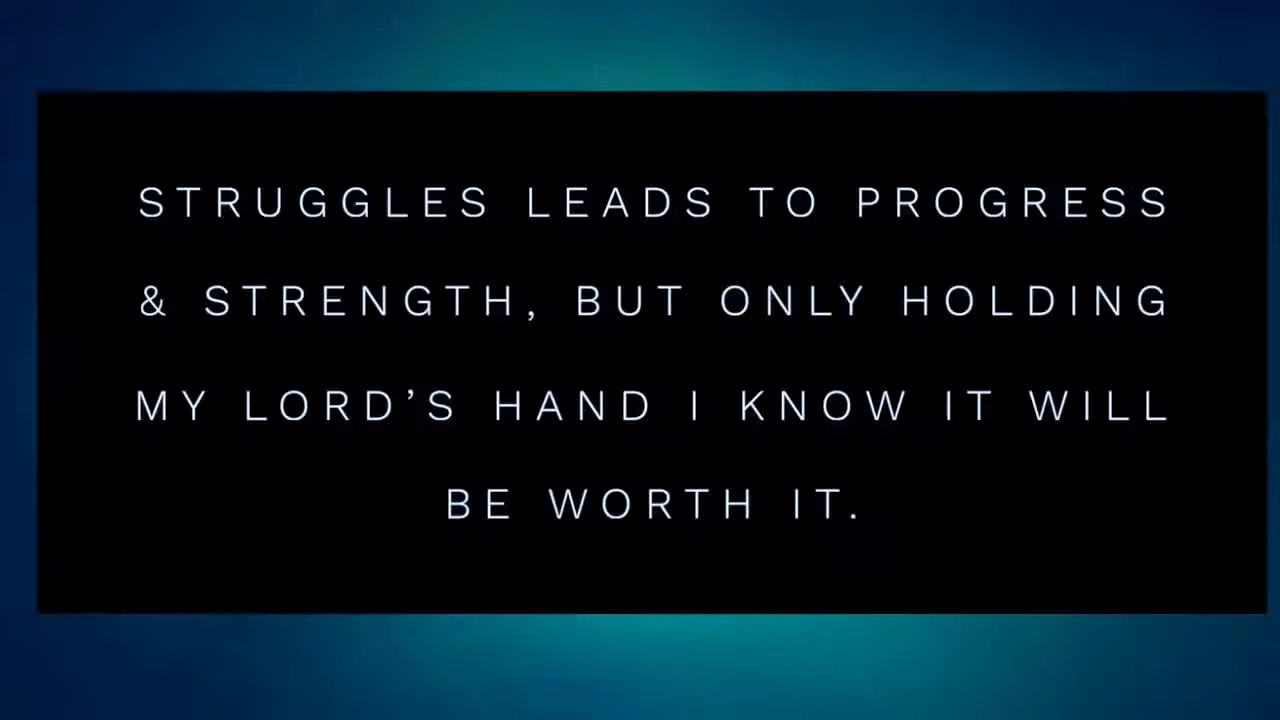 STRUGGLES LEADS TO PROGRESS
& STRENGTH, BUT ONLY HOLDING
MY LORD’S HAND I KNOW IT WILL
BE WORTH IT.